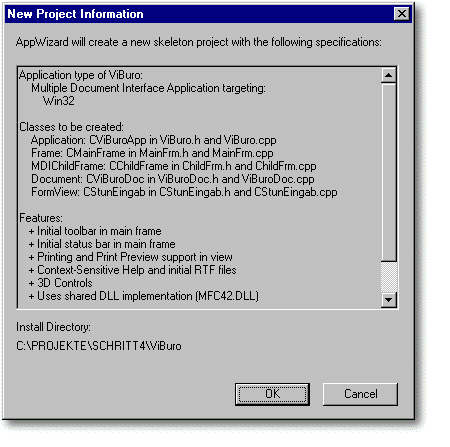 New Project Information
AppWizard will create a new skeleton project with the following specifications:
Application type of ViBuro:
Multiple Document Interface Application targeting:
Win32
Classes to be created:
Application: CViBuroApp in ViBuro.h and ViBuro.cpp
Frame: CMainFrame in MainFrm.h and MainFrm.cpp
MDIChildFrame: CChildFrame in ChildFrm.h and ChildFrm.cpp
Document: CViBuroDoc in ViBuroDoc.h and ViBuroDoc.cpp
FormView: CStunEingab in CStunEingab.h and CStunEingab.cpp
Features:
+ Initial toolbar in main frame
+ Initial status bar in main frame
+ Printing and Print Preview support in view
+ Context-Sensitive Help and initial RTF files
+ 3D Controls
+ Uses shared DLL implementation (MFC42.DLL)
Install Directory:
C:\PROJEKTE\SCHRITT4\ViBuro
OK
Cancel